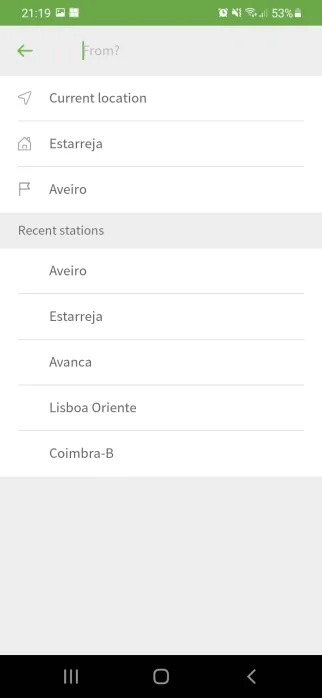 21:19
53%
From?
Current location
Estarreja
Aveiro
Recent stations
Aveiro
Estarreja
Avanca
Lisboa Oriente
Coimbra-B